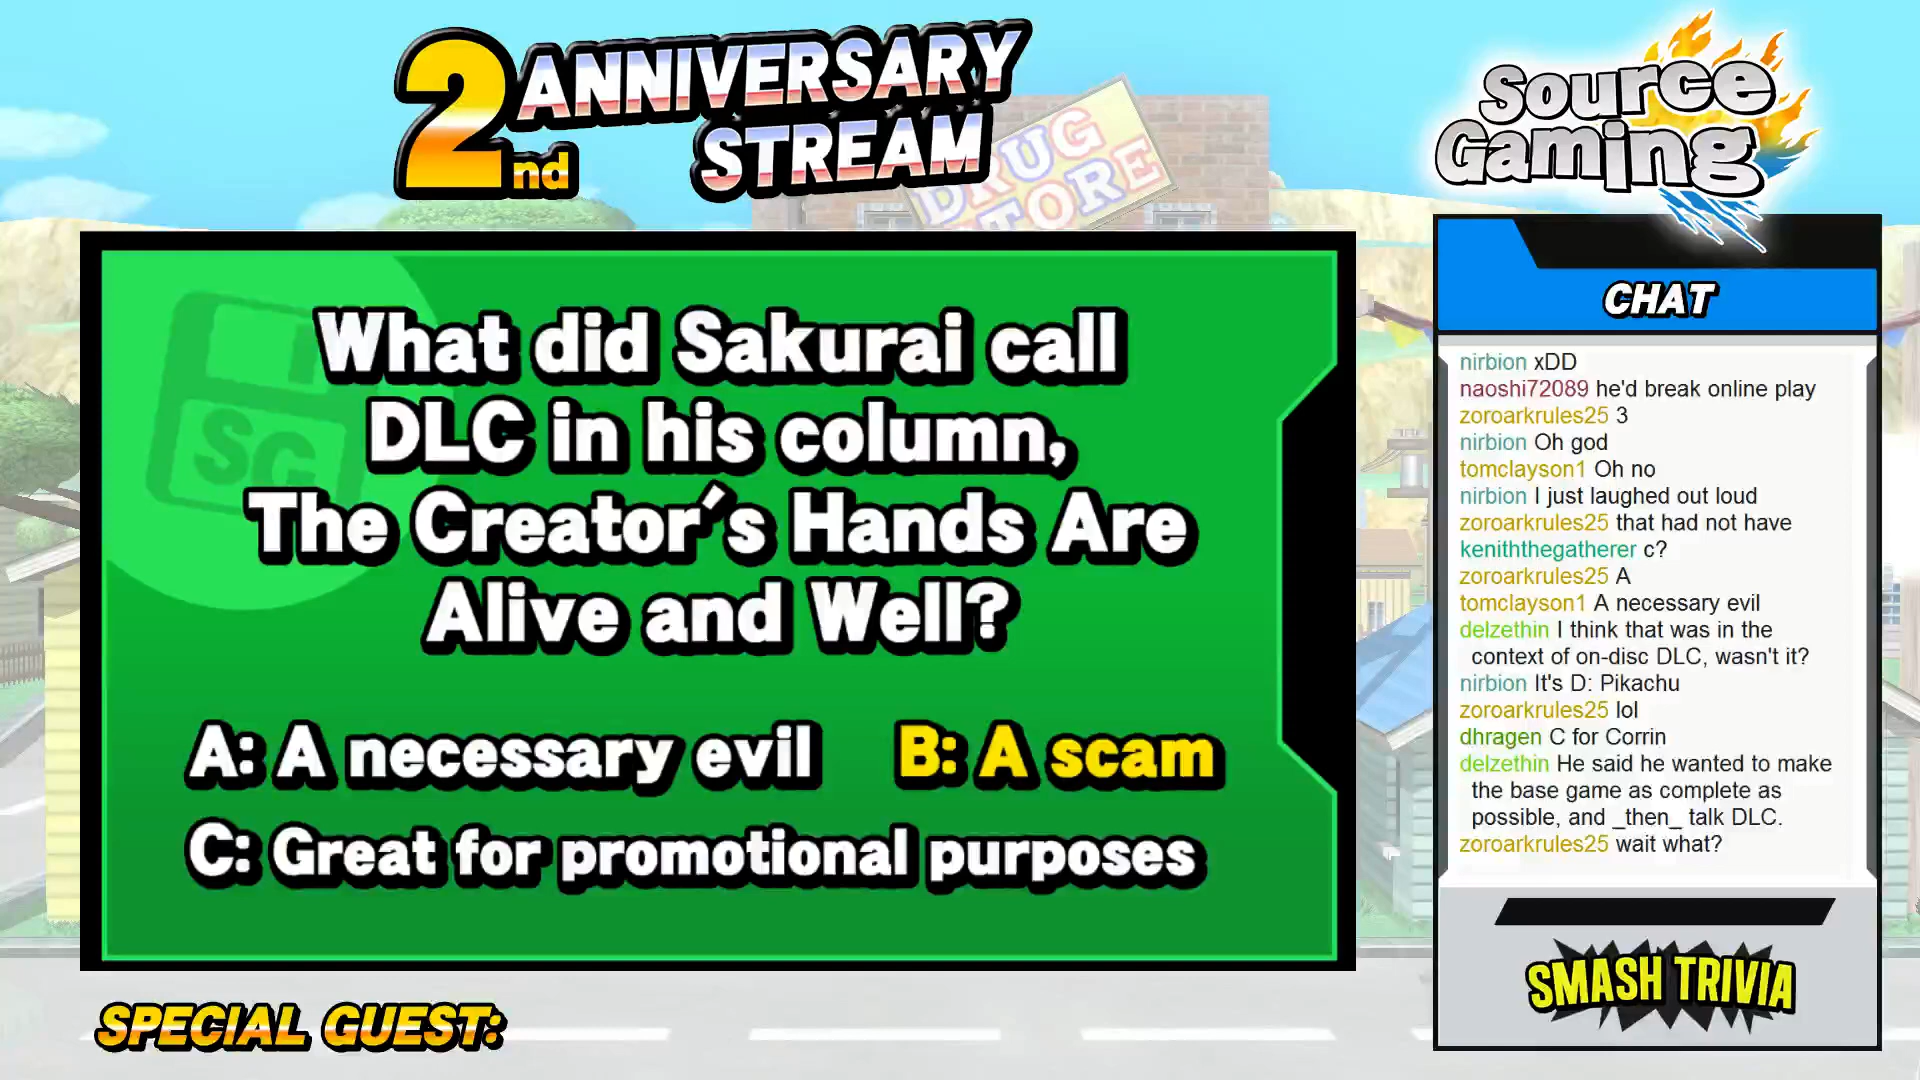 2nd ANNIVERSARY
STREAM
DRUG
STORE
Source
Gaming
SG
What did Sakurai call
DLC in his column,
The Creator's Hands Are
Alive and Well?
A: A necessary evil
B: A scam
C: Great for promotional purposes
CHAT
nirbion xDD
naoshi72089 he'd break online play
zoroarkrules25 3
nirbion Oh god
tomclayson1 Oh no
nirbion I just laughed out loud
zoroarkrules25 that had not have
keniththegatherer c?
zoroarkrules25 A
tomclayson1 A necessary evil
delzethin I think that was in the
context of on-disc DLC, wasn't it?
nirbion It's D: Pikachu
zoroarkrules25 lol
dhragen C for Corrin
delzethin He said he wanted to make
the base game as complete as
possible, and _then_ talk DLC.
zoroarkrules25 wait what?
SMASH TRIVIA
SPECIAL GUEST: